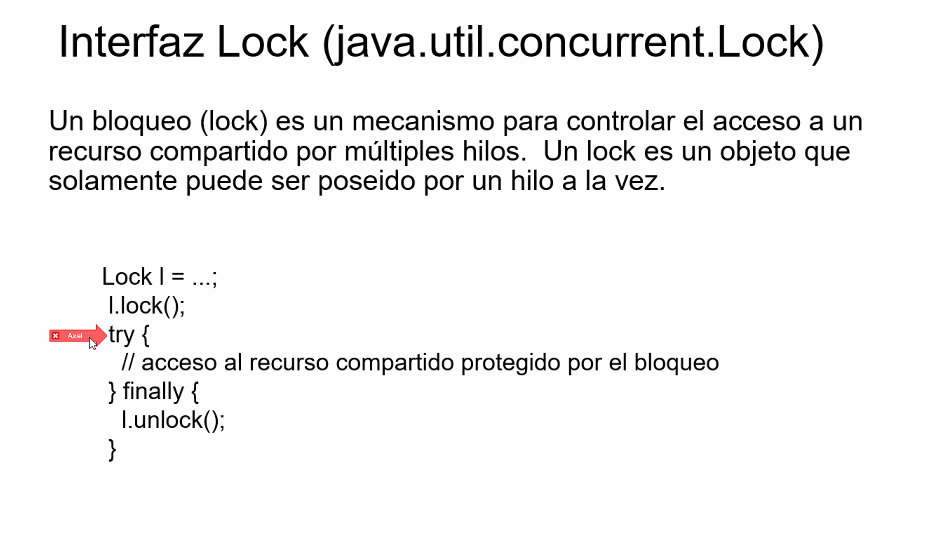 Interfaz Lock (java.util.concurrent.Lock)
Un bloqueo (lock) es un mecanismo para controlar el acceso a un
recurso compartido por múltiples hilos. Un lock es un objeto que
solamente puede ser poseido por un hilo a la vez.
Lock l = ...;
l.lock();
Axel
try {
// acceso al recurso compartido protegido por el bloqueo
} finally {
l.unlock();
}